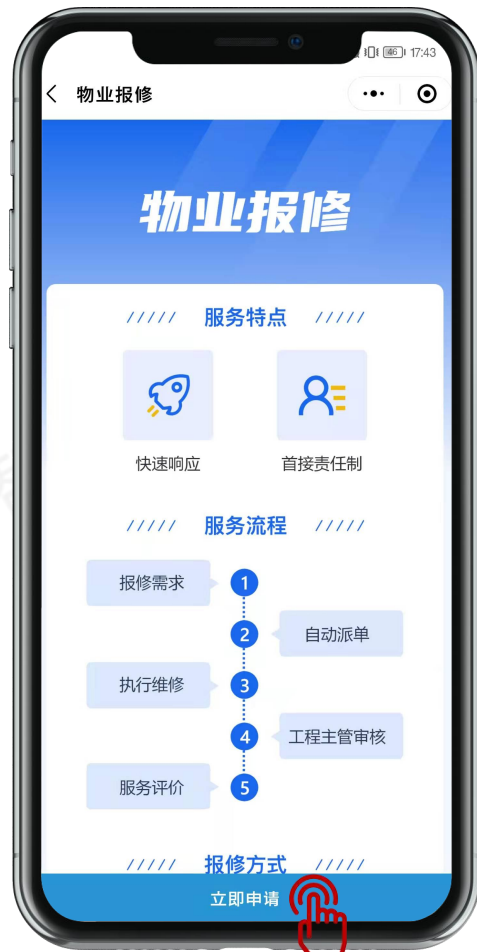 46 17:43
物业报修
物业报修
///// 服务特点 /////
快速响应 首接责任制
///// 服务流程 /////
报修需求 1
2 自动派单
执行维修 3
4 工程主管审核
服务评价 5
///// 报修方式 /////
立即申请